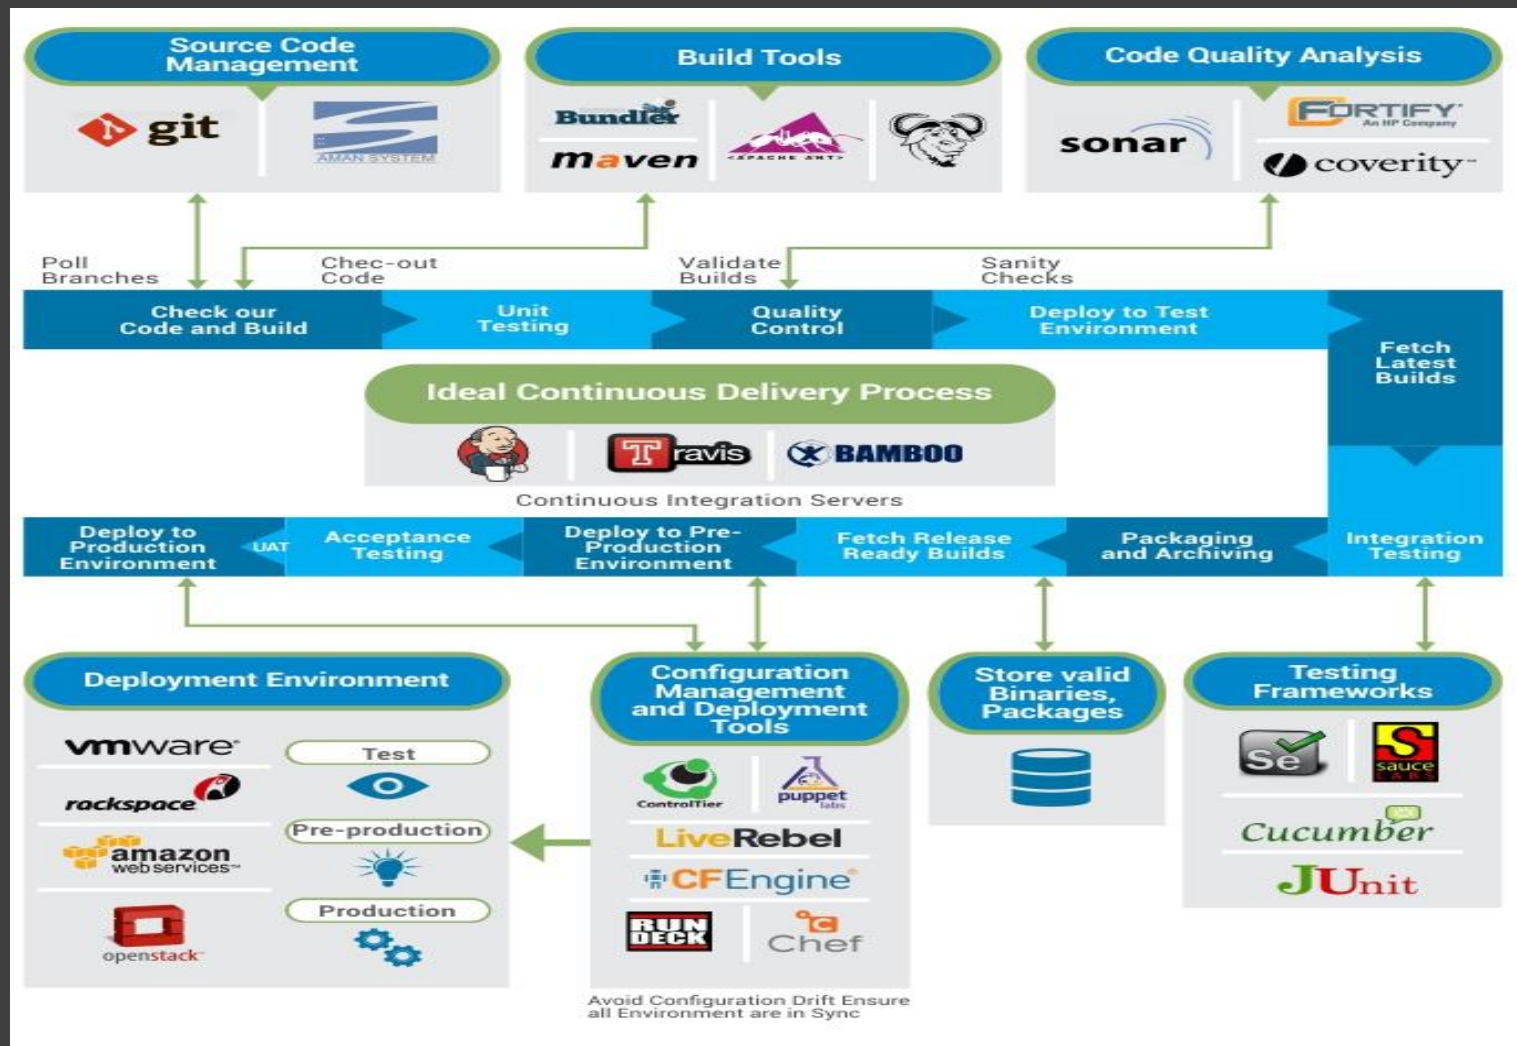 Source Code
Management
git
AMAN SYSTEM
Build Tools
Bundler
maven
<APACHE ANT>
Code Quality Analysis
sonar
FORTIFY
An HP Company
coverity™
Poll
Branches
Chec-out
Code
Validate
Builds
Sanity
Checks
Check our
Code and Build
Unit
Testing
Quality
Control
Deploy to Test
Environment
Fetch
Latest
Builds
Ideal Continuous Delivery Process
Travis
BAMBOO
Continuous Integration Servers
Deploy to
Production
Environment
UAT
Acceptance
Testing
Deploy to Pre-
Production
Environment
Fetch Release
Ready Builds
Packaging
and Archiving
Integration
Testing
Deployment Environment
vmware®
rackspace
amazon
webservices™
openstack™
Test
Pre-production
Production
Configuration
Management
and Deployment
Tools
ControlTier
puppet
labs
LiveRebel
CFEngine®
RUN
DECK
Chef
Avoid Configuration Drift Ensure
all Environment are in Sync
Store valid
Binaries,
Packages
Testing
Frameworks
Se
S
sauce
LABS
Cucumber
JUnit